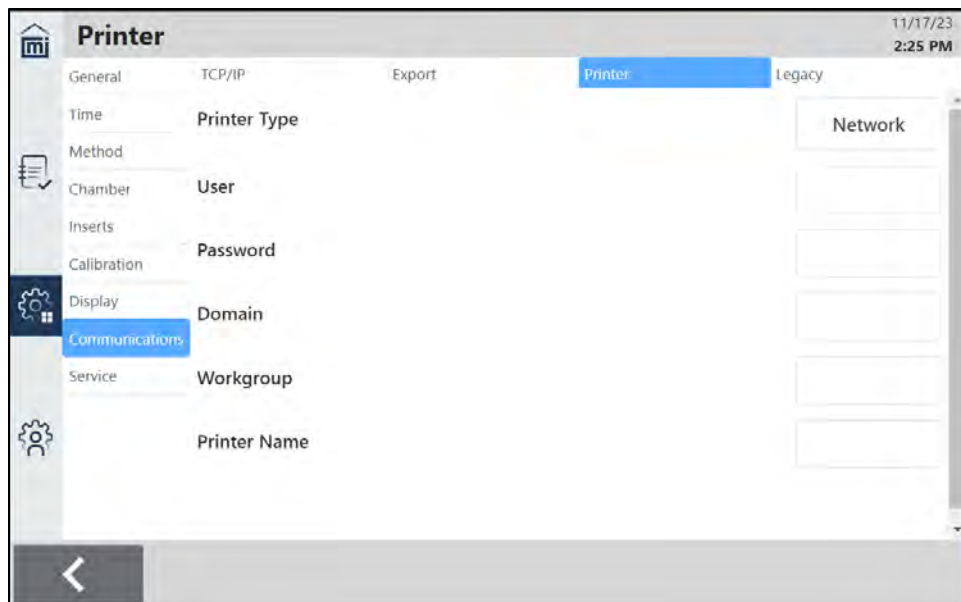 mi
Printer
11/17/23
2:25 PM
General
TCP/IP
Export
Printer
Legacy
Time
Method
Chamber
Inserts
Calibration
Display
Communications
Service
Printer Type
Network
User
Password
Domain
Workgroup
Printer Name